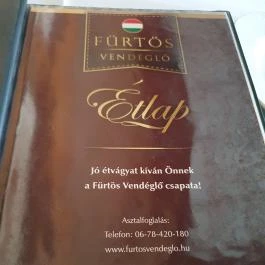 FÜRTÖS
VENDÉGLŐ
Étlap
Jó étvágyat kíván Önnek
a Fürtös Vendéglő csapata!
Asztalfoglalás:
Telefon: 06-78-420-180
www.furtosvendeglo.hu